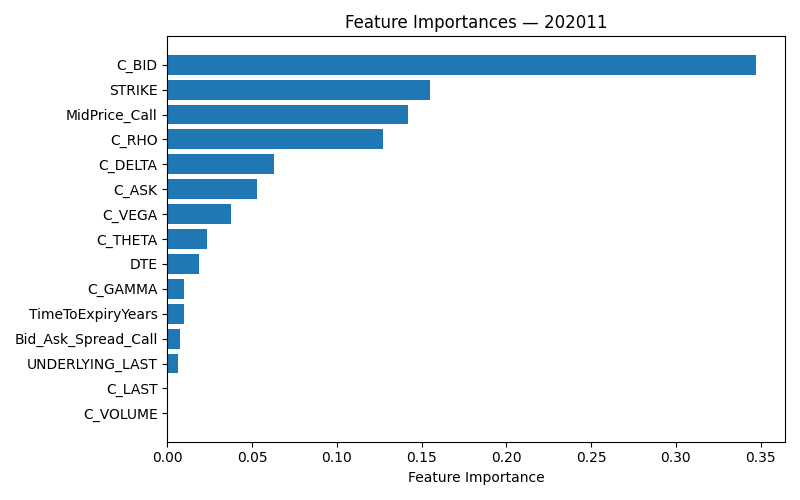 Feature Importances — 202011
C_BID
STRIKE
MidPrice_Call
C_RHO
C_DELTA
C_ASK
C_VEGA
C_THETA
DTE
C_GAMMA
TimeToExpiryYears
Bid_Ask_Spread_Call
UNDERLYING_LAST
C_LAST
C_VOLUME
0.00 0.05 0.10 0.15 0.20 0.25 0.30 0.35
Feature Importance